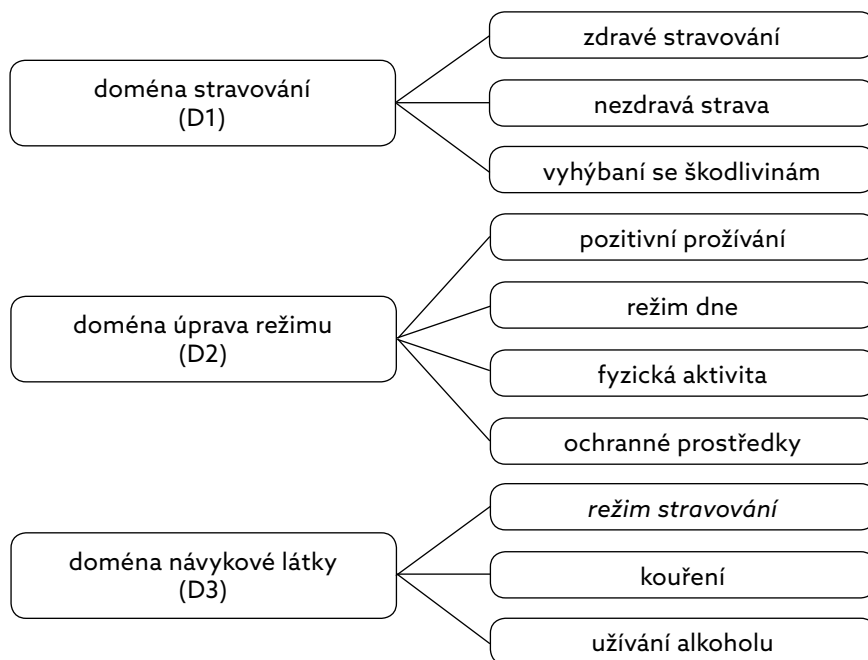 doména stravování
(D1)
zdravé stravování
nezdravá strava
vyhýbaní se škodlivinám
doména úprava režimu
(D2)
pozitivní prožívání
režim dne
fyzická aktivita
ochranné prostředky
doména návykové látky
(D3)
režim stravování
kouření
užívání alkoholu